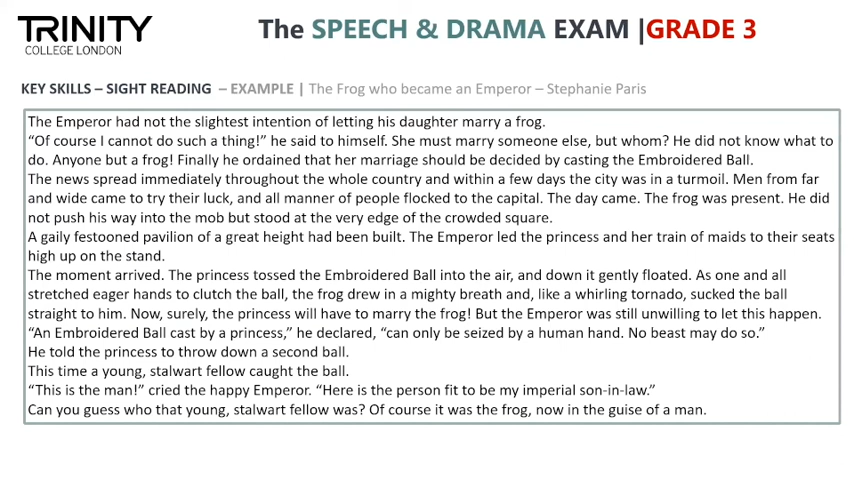 TRINITY
COLLEGE LONDON
The SPEECH & DRAMA EXAM |GRADE 3
KEY SKILLS – SIGHT READING – EXAMPLE | The Frog who became an Emperor – Stephanie Paris
The Emperor had not the slightest intention of letting his daughter marry a frog.
“Of course I cannot do such a thing!” he said to himself. She must marry someone else, but whom? He did not know what to
do. Anyone but a frog! Finally he ordained that her marriage should be decided by casting the Embroidered Ball.
The news spread immediately throughout the whole country and within a few days the city was in a turmoil. Men from far
and wide came to try their luck, and all manner of people flocked to the capital. The day came. The frog was present. He did
not push his way into the mob but stood at the very edge of the crowded square.
A gaily festooned pavilion of a great height had been built. The Emperor led the princess and her train of maids to their seats
high up on the stand.
The moment arrived. The princess tossed the Embroidered Ball into the air, and down it gently floated. As one and all
stretched eager hands to clutch the ball, the frog drew in a mighty breath and, like a whirling tornado, sucked the ball
straight to him. Now, surely, the princess will have to marry the frog! But the Emperor was still unwilling to let this happen.
“An Embroidered Ball cast by a princess,” he declared, “can only be seized by a human hand. No beast may do so.”
He told the princess to throw down a second ball.
This time a young, stalwart fellow caught the ball.
“This is the man!” cried the happy Emperor. “Here is the person fit to be my imperial son-in-law.”
Can you guess who that young, stalwart fellow was? Of course it was the frog, now in the guise of a man.